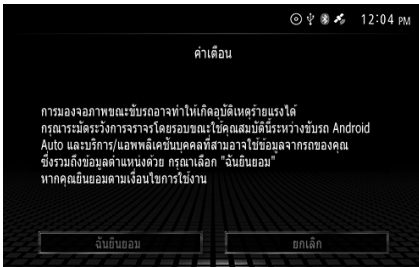 12:04 PM
คำเตือน
การมองจอภาพขณะขับรถอาจทำให้เกิดอุบัติเหตุร้ายแรงได้
กรุณาระมัดระวังการจราจรโดยรอบขณะใช้คุณสมบัตินี้ระหว่างขับรถ Android
Auto และบริการ/แอพพลิเคชันบุคคลที่สามอาจใช้ข้อมูลจากรถของคุณ
ซึ่งรวมถึงข้อมูลตำแหน่งด้วย กรุณาเลือก "ฉันยินยอม"
หากคุณยินยอมตามเงื่อนไขการใช้งาน
ฉันยินยอม
ยกเลิก